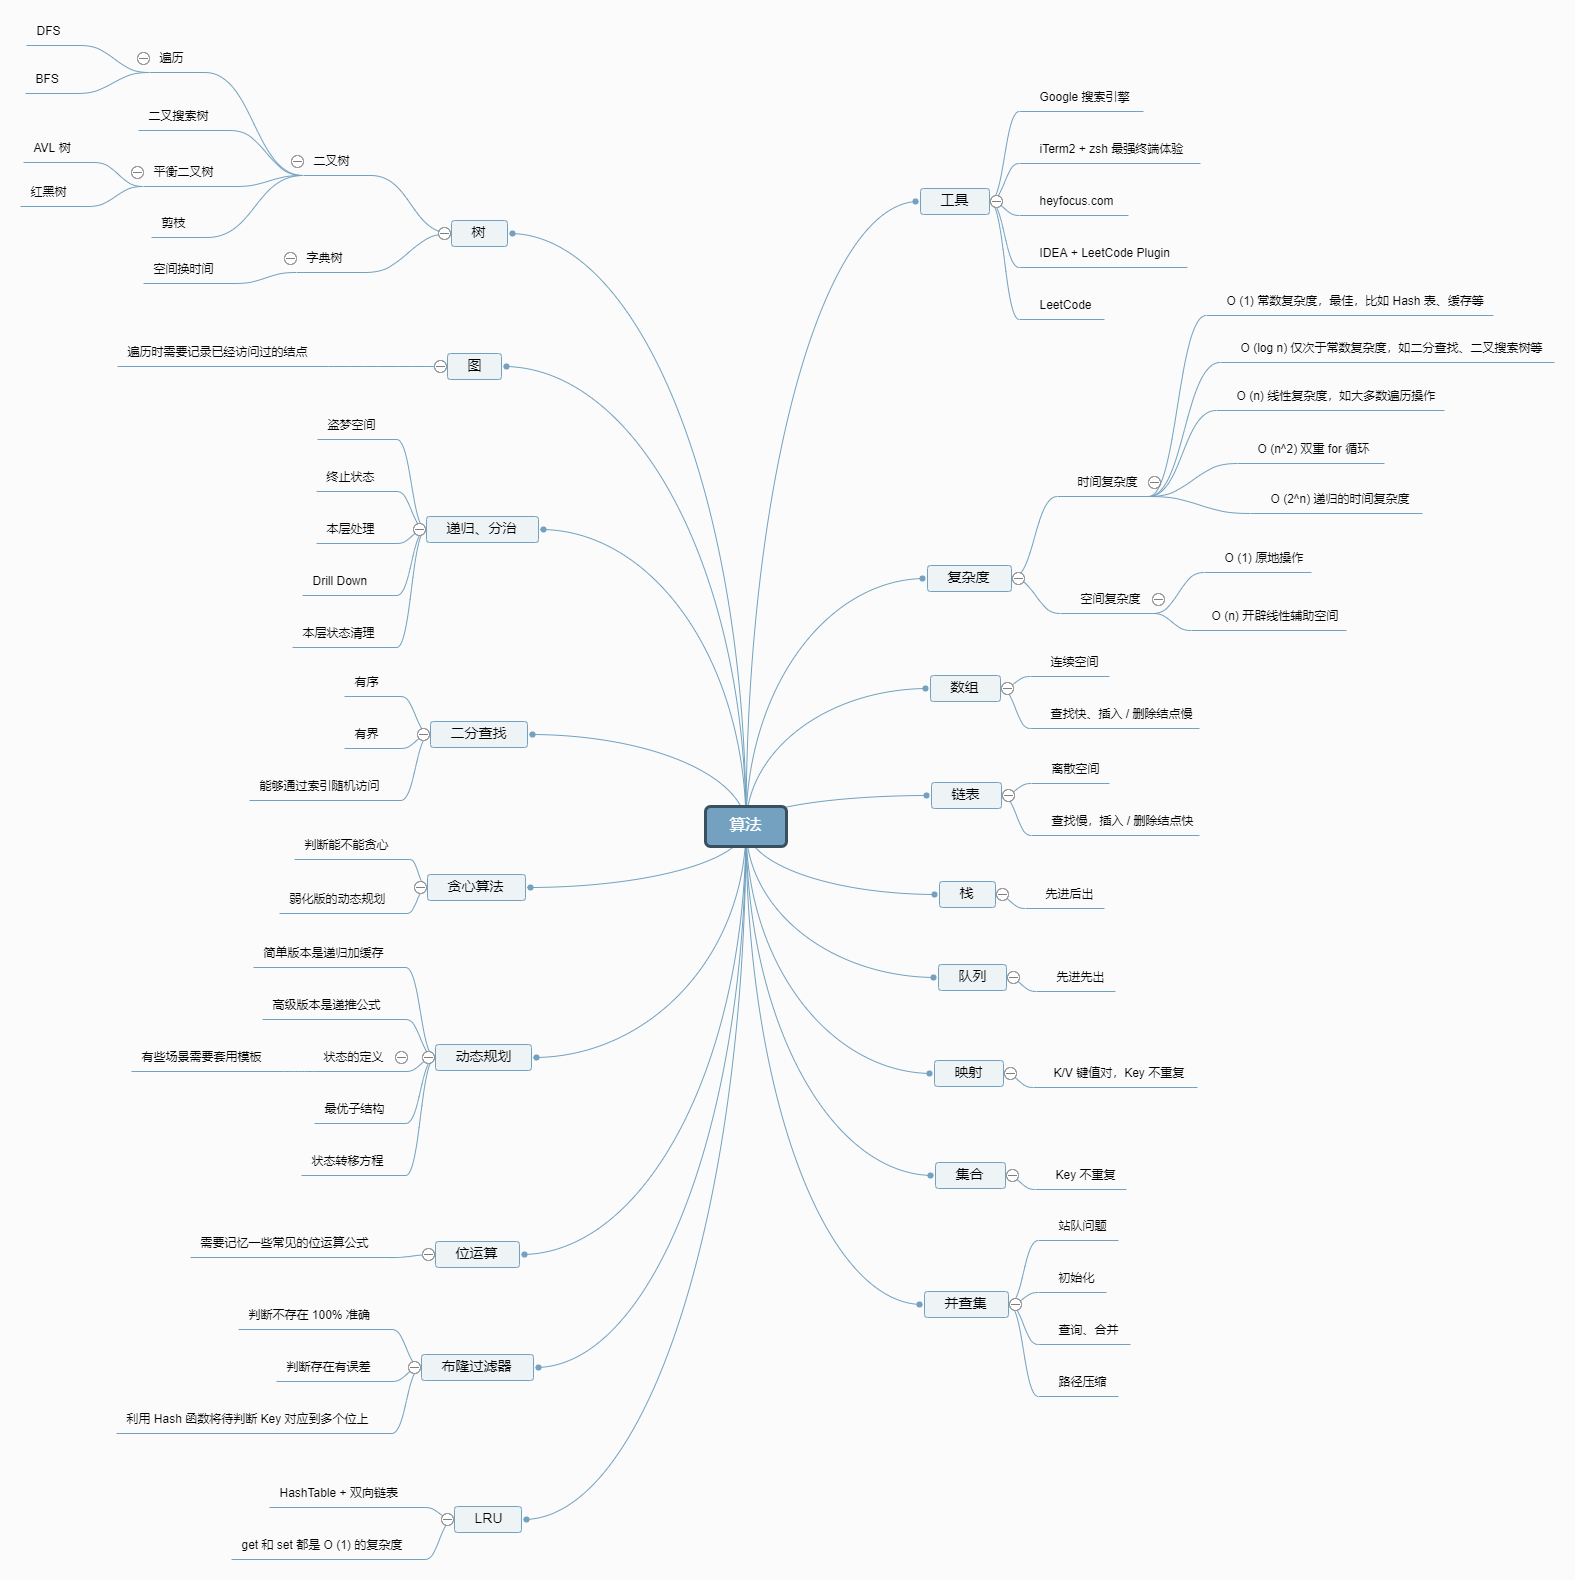 算法
工具
Google 搜索引擎
iTerm2 + zsh 最强终端体验
heyfocus.com
IDEA + LeetCode Plugin
LeetCode
复杂度
时间复杂度
O (1) 常数复杂度，最佳，比如 Hash 表、缓存等
O (log n) 仅次于常数复杂度，如二分查找、二叉搜索树等
O (n) 线性复杂度，如大多数遍历操作
O (n^2) 双重 for 循环
O (2^n) 递归的时间复杂度
空间复杂度
O (1) 原地操作
O (n) 开辟线性辅助空间
数组
连续空间
查找快、插入 / 删除结点慢
链表
离散空间
查找慢，插入 / 删除结点快
栈
先进后出
队列
先进先出
映射
K/V 键值对，Key 不重复
集合
Key 不重复
并查集
站队问题
初始化
查询、合并
路径压缩
树
二叉树
遍历
DFS
BFS
二叉搜索树
平衡二叉树
AVL 树
红黑树
剪枝
字典树
空间换时间
图
遍历时需要记录已经访问过的结点
递归、分治
盗梦空间
终止状态
本层处理
Drill Down
本层状态清理
二分查找
有序
有界
能够通过索引随机访问
贪心算法
判断能不能贪心
弱化版的动态规划
动态规划
简单版本是递归加缓存
高级版本是递推公式
状态的定义
有些场景需要套用模板
最优子结构
状态转移方程
位运算
需要记忆一些常见的位运算公式
布隆过滤器
判断不存在 100% 准确
判断存在有误差
利用 Hash 函数将待判断 Key 对应到多个位上
LRU
HashTable + 双向链表
get 和 set 都是 O (1) 的复杂度